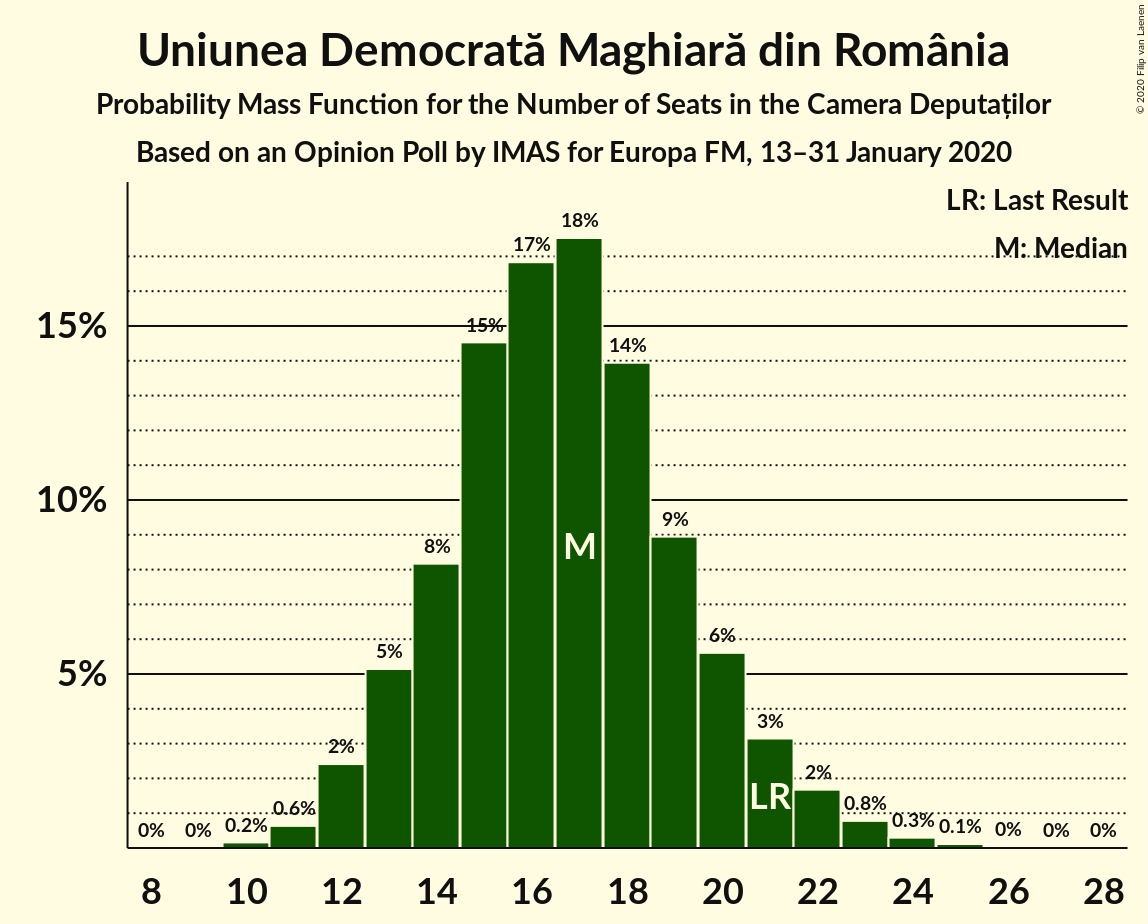 Uniunea Democrată Maghiară din România
Probability Mass Function for the Number of Seats in the Camera Deputaților
Based on an Opinion Poll by IMAS for Europa FM, 13–31 January 2020
© 2020 Filip van Laenen
LR: Last Result
M: Median
15%
10%
5%
0%
0%
0.2%
0.6%
2%
5%
8%
15%
17%
18%
14%
9%
6%
3%
2%
0.8%
0.3%
0.1%
0%
0%
0%
M
LR
8 10 12 14 16 18 20 22 24 26 28